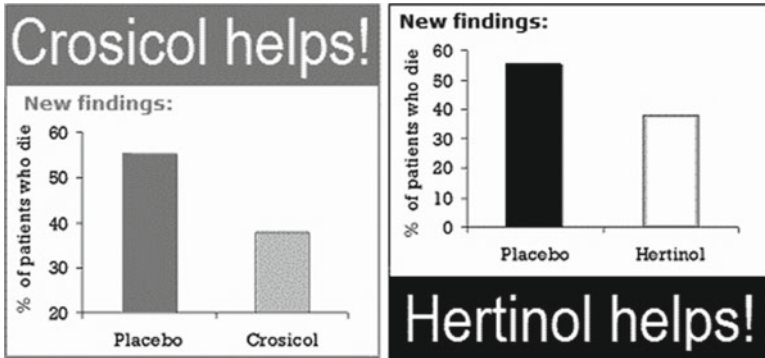 Crosicol helps!
New findings:
% of patients who die
60
50
40
30
20
Placebo Crosicol
New findings:
% of patients who die
60
50
40
30
20
10
0
Placebo Hertinol
Hertinol helps!